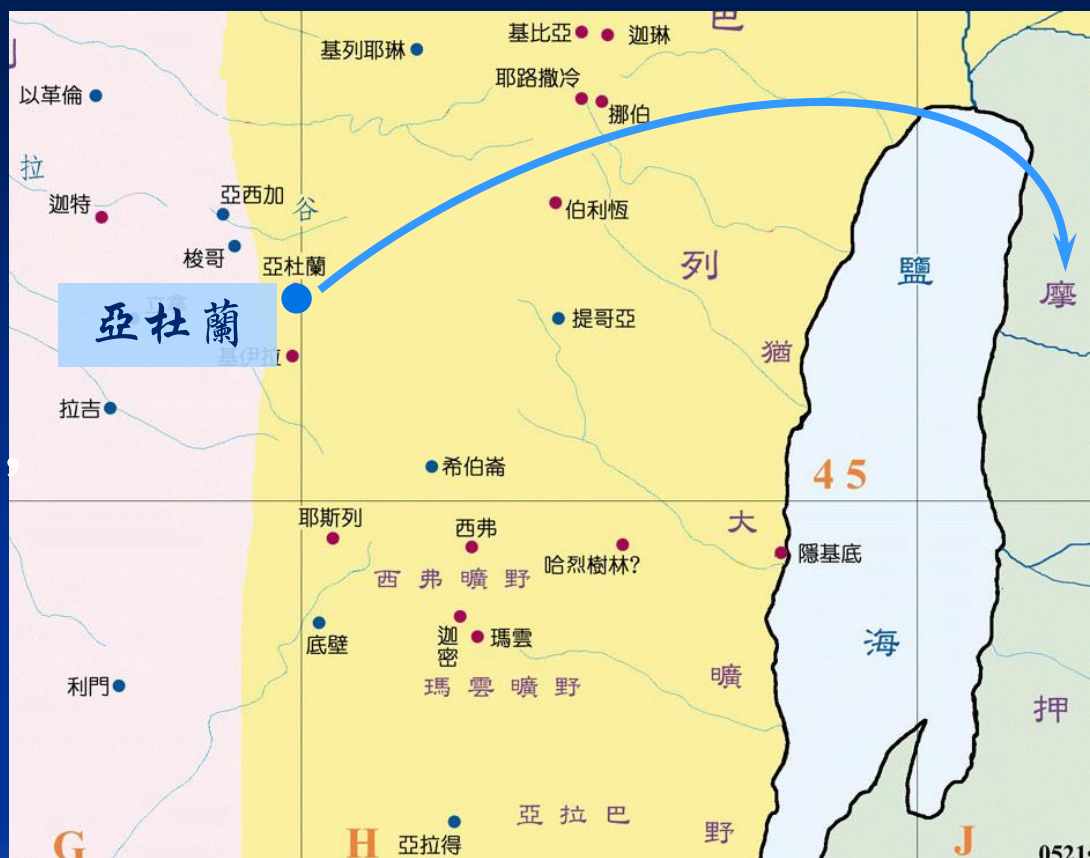 巴
基比亞
迦琳
基列耶琳
耶路撒冷
挪伯
以革倫
拉
谷
迦特
亞西加
伯利恆
梭哥
亞杜蘭
列
鹽
摩
亞杜蘭
提哥亞
基伊拉
猶
拉吉
,
希伯崙
45
耶斯列
西弗
大
哈烈樹林?
隱基底
西弗曠野
底壁
迦密
瑪雲
海
利門
瑪雲曠野
曠
押
亞拉巴
野
G
H
亞拉得
J